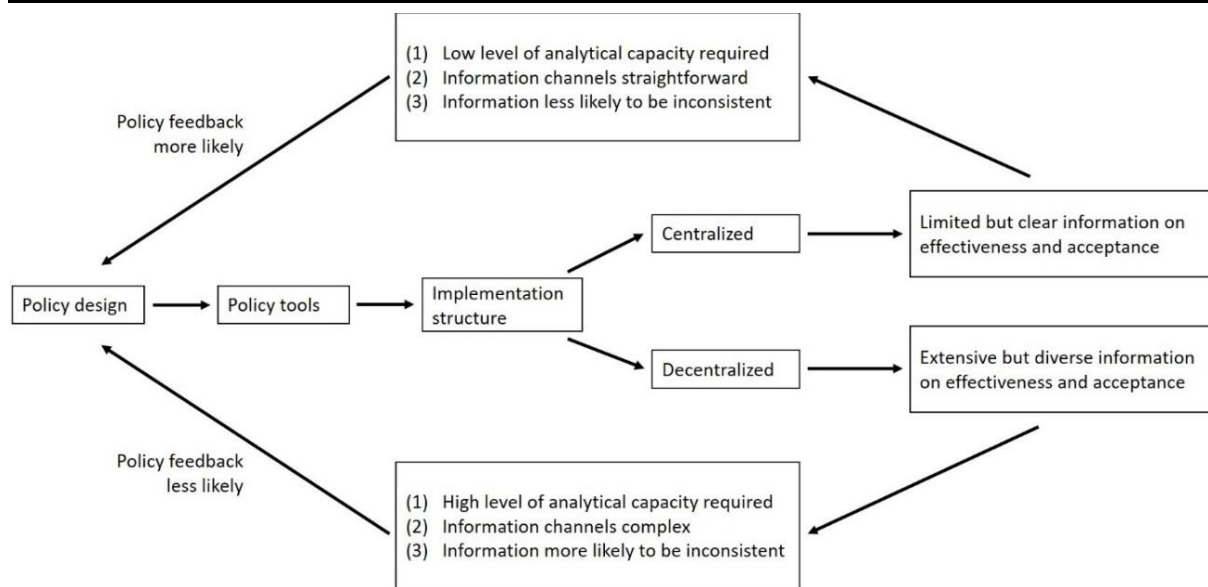 (1) Low level of analytical capacity required
(2) Information channels straightforward
(3) Information less likely to be inconsistent
Policy feedback
more likely
Limited but clear information on
effectiveness and acceptance
Centralized
Policy design
Policy tools
Implementation
structure
Decentralized
Extensive but diverse information
on effectiveness and acceptance
Policy feedback
less likely
(1) High level of analytical capacity required
(2) Information channels complex
(3) Information more likely to be inconsistent